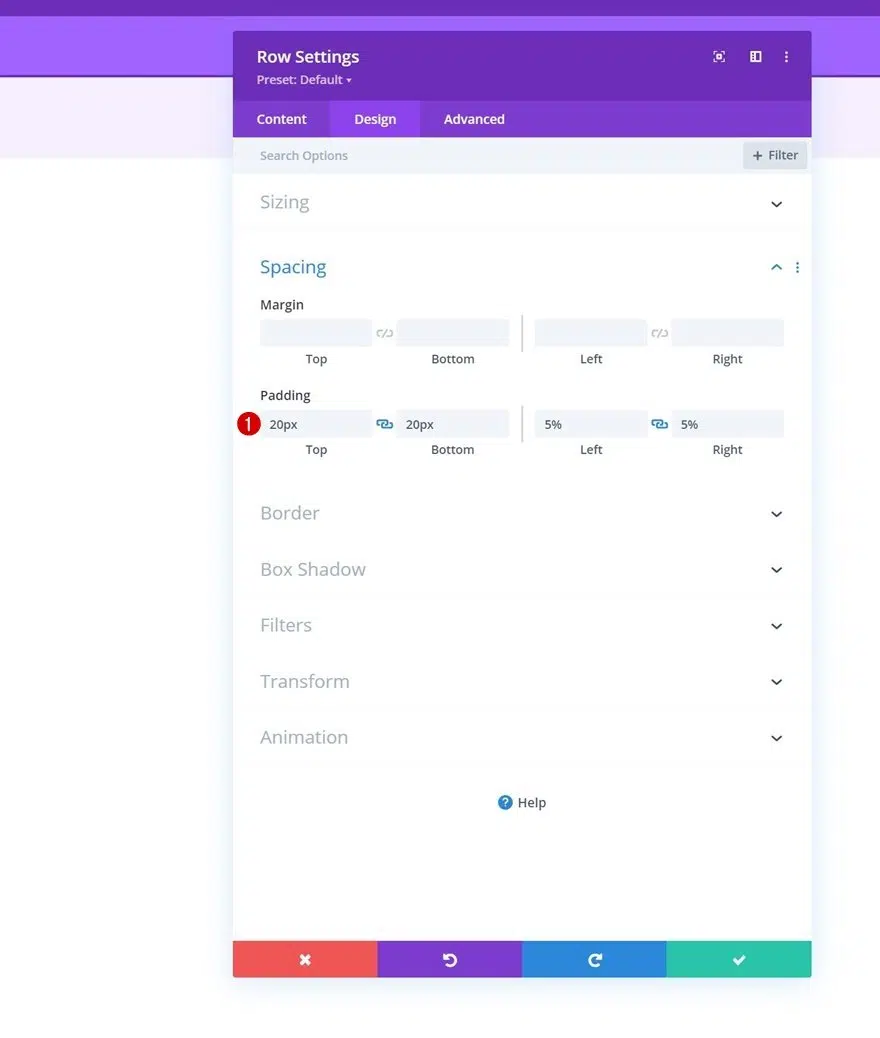 Row Settings
Preset: Default
Content Design Advanced
Search Options + Filter
Sizing
Spacing
Margin
Top Bottom Left Right
Padding
1 20px 20px 5% 5%
Top Bottom Left Right
Border
Box Shadow
Filters
Transform
Animation
? Help